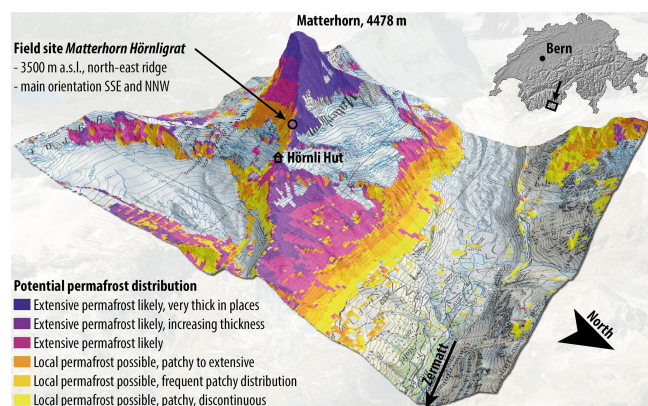 Matterhorn, 4478 m
Field site Matterhorn Hörnligrat
- 3500 m a.s.l., north-east ridge
- main orientation SSE and NNW
Bern
Hörnli Hut
Potential permafrost distribution
Extensive permafrost likely, very thick in places
Extensive permafrost likely, increasing thickness
Extensive permafrost likely
Local permafrost possible, patchy to extensive
Local permafrost possible, frequent patchy distribution
Local permafrost possible, patchy, discontinuous
Zermatt
North